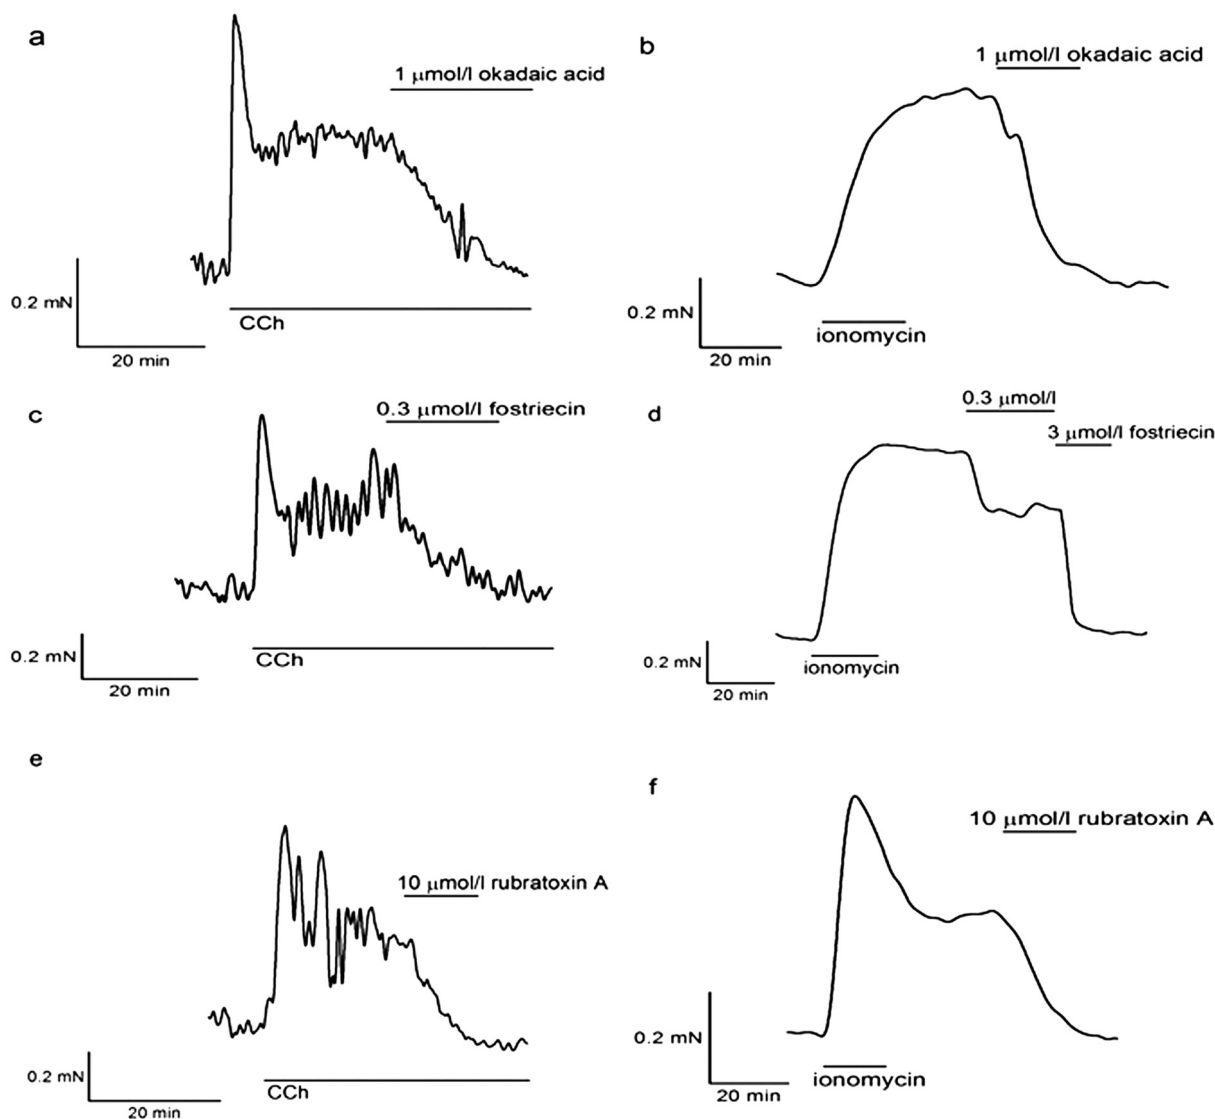 a
1 μmol/l okadaic acid
0.2 mN
CCh
20 min
b
1 μmol/l okadaic acid
0.2 mN
ionomycin
20 min
c
0.3 μmol/l fostriecin
0.2 mN
CCh
20 min
d
0.3 μmol/l
3 μmol/l fostriecin
0.2 mN
ionomycin
20 min
e
10 μmol/l rubratoxin A
0.2 mN
CCh
20 min
f
10 μmol/l rubratoxin A
0.2 mN
ionomycin
20 min